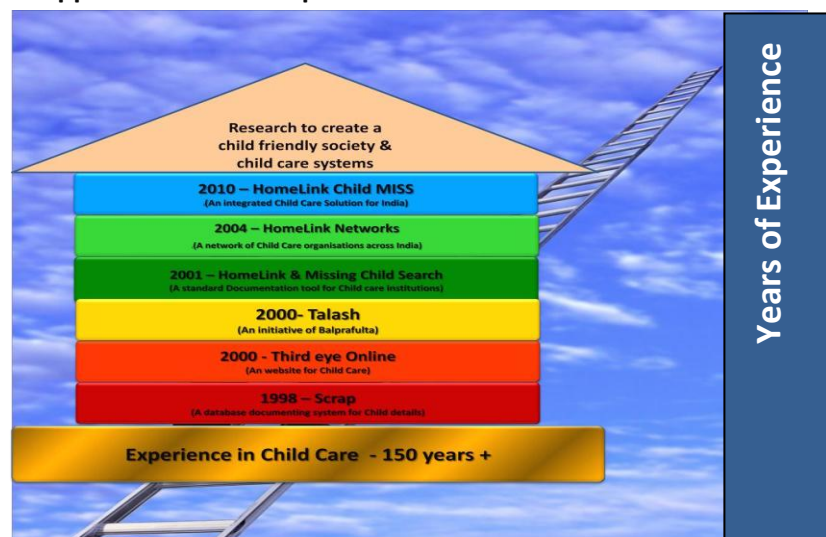 Research to create a
child friendly society &
child care systems
2010 – HomeLink Child MISS
(An integrated Child Care Solution for India)
2004 – HomeLink Networks
(A network of Child Care organisations across India)
2001 – HomeLink & Missing Child Search
(A standard Documentation tool for Child care institutions)
2000- Talash
(An initiative of Balprafulta)
2000 - Third eye Online
(An website for Child Care)
1998 – Scrap
(A database documenting system for Child details)
Experience in Child Care - 150 years +
Years of Experience